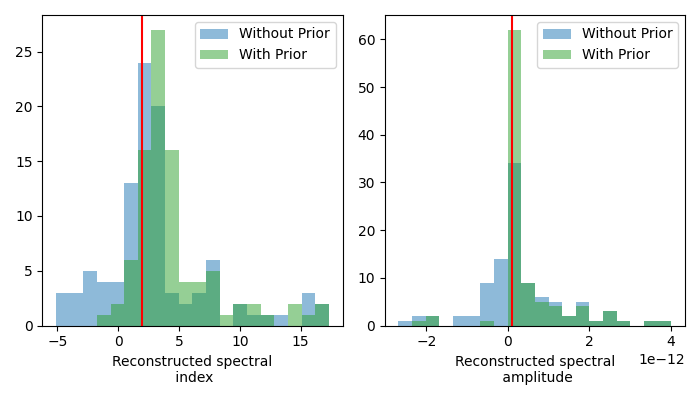 Without Prior
With Prior
25
20
15
10
5
0
−5
0
5
10
15
Reconstructed spectral
index
Without Prior
With Prior
60
50
40
30
20
10
0
−2
0
2
4
1e−12
Reconstructed spectral
amplitude